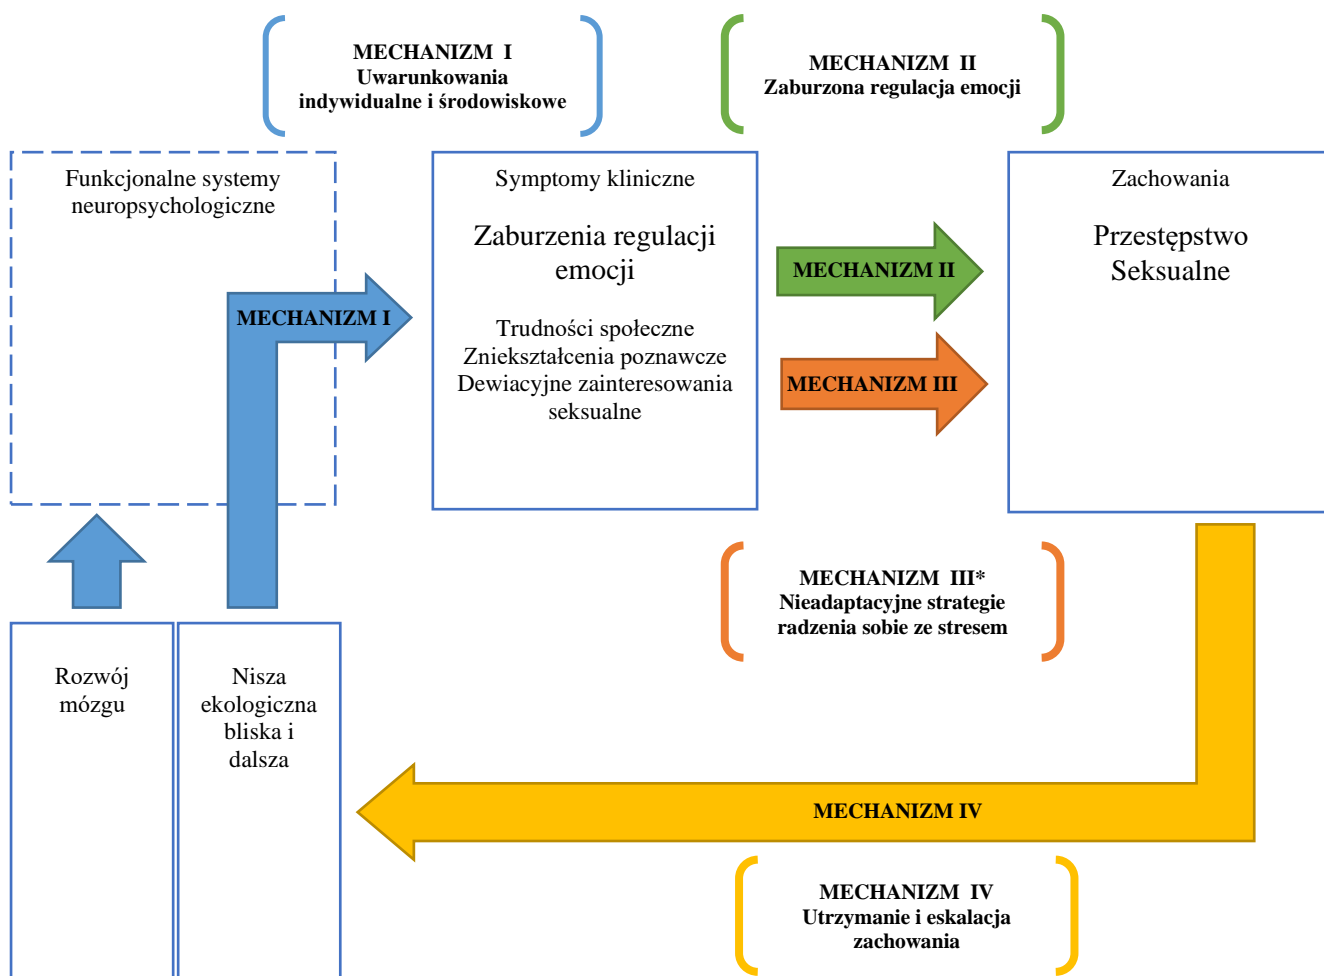 MECHANIZM I
Uwarunkowania
indywidualne i środowiskowe
MECHANIZM II
Zaburzona regulacja emocji
Funkcjonalne systemy
neuropsychologiczne
Symptomy kliniczne
Zaburzenia regulacji
emocji
Trudności społeczne
Zniekształcenia poznawcze
Dewiacyjne zainteresowania
seksualne
Zachowania
Przestępstwo
Seksualne
MECHANIZM I
MECHANIZM II
MECHANIZM III
MECHANIZM III*
Nieadaptacyjne strategie
radzenia sobie ze stresem
Rozwój
mózgu
Nisza
ekologiczna
bliska i
dalsza
MECHANIZM IV
MECHANIZM IV
Utrzymanie i eskalacja
zachowania